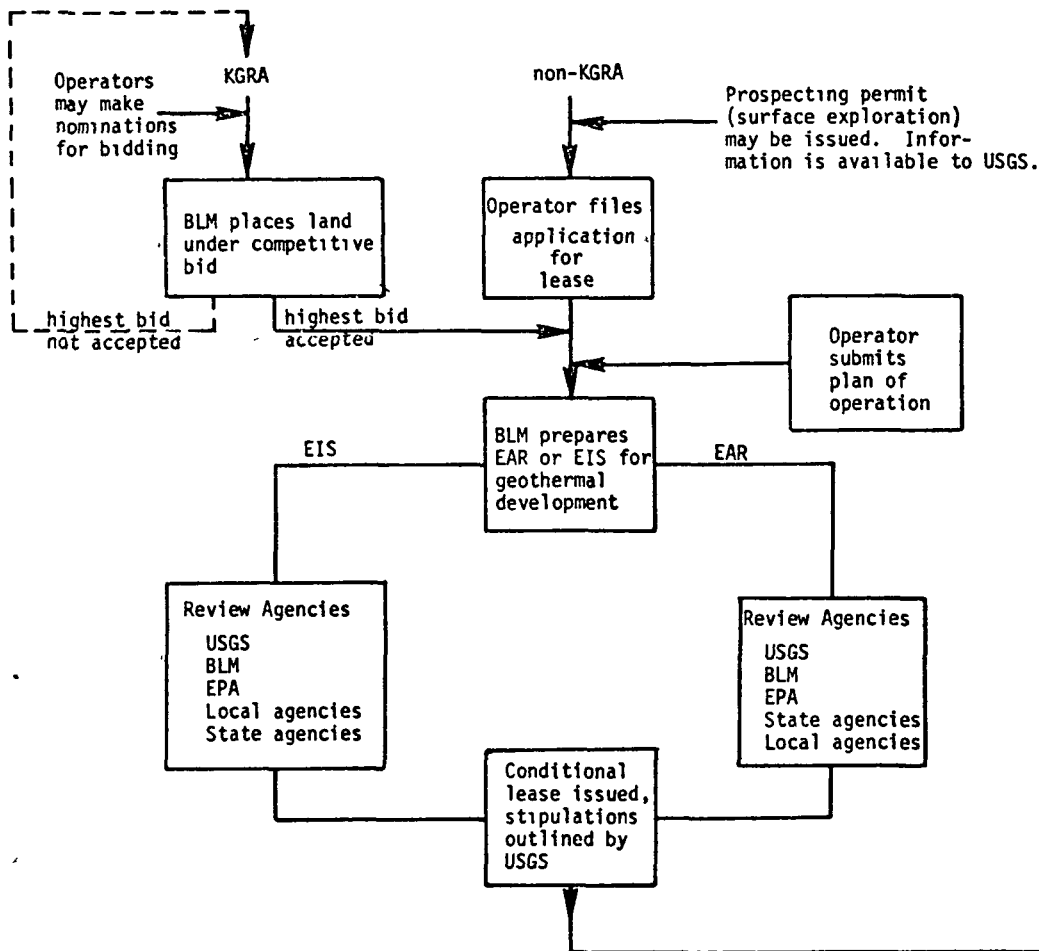 KGRA
Operators
may make
nominations
for bidding
non-KGRA
Prospecting permit
(surface exploration)
may be issued. Infor-
mation is available to USGS.
BLM places land
under competitive
bid
Operator files
application
for
lease
highest bid
not accepted
highest bid
accepted
Operator
submits
plan of
operation
BLM prepares
EAR or EIS for
geothermal
development
EIS
EAR
Review Agencies
USGS
BLM
EPA
Local agencies
State agencies
Review Agencies
USGS
BLM
EPA
State agencies
Local agencies
Conditional
lease issued,
stipulations
outlined by
USGS